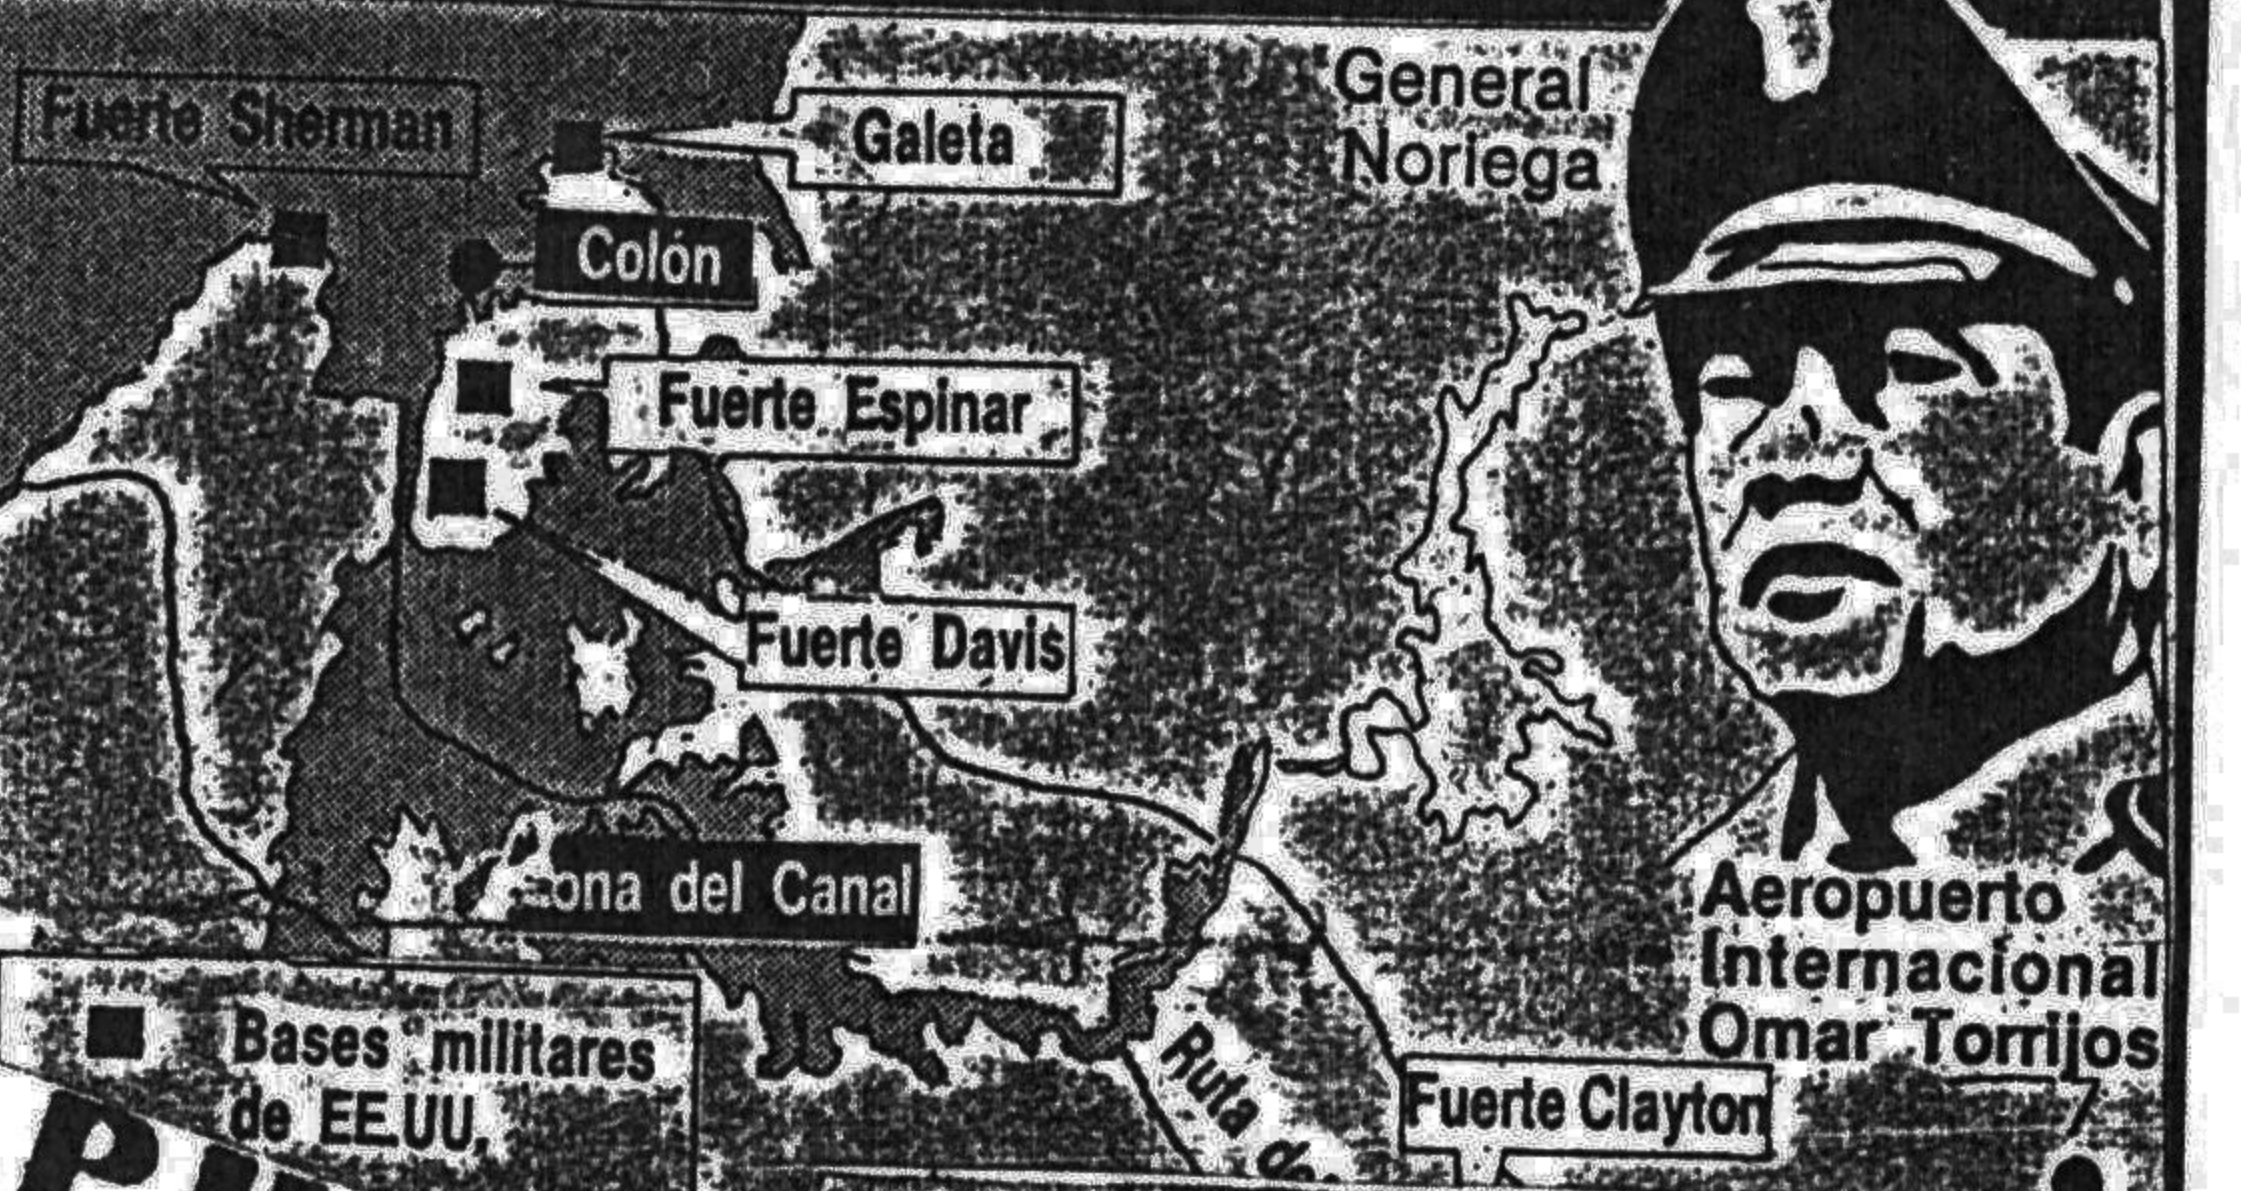 General
Noriega
Fuerte Sherman
Galeta
Colón
Fuerte Espinar
Fuerte Davis
ona del Canal
Aeropuerto
Internacional
Omar Torrijos
Bases militares
de EE.UU.
Ruta de
Fuerte Clayton